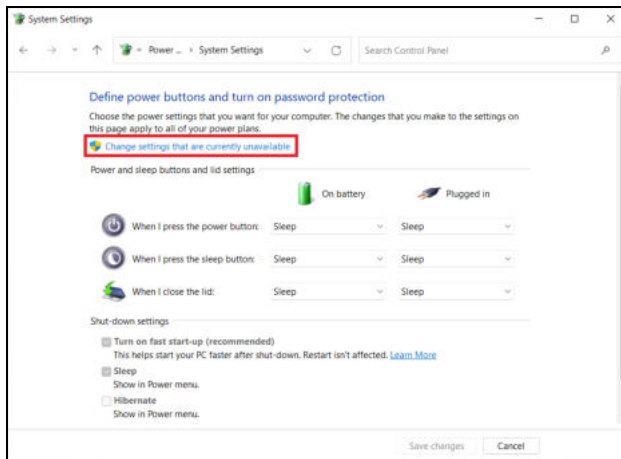 System Settings
Power ... > System Settings
Search Control Panel
Define power buttons and turn on password protection
Choose the power settings that you want for your computer. The changes that you make to the settings on
this page apply to all of your power plans.
Change settings that are currently unavailable
Power and sleep buttons and lid settings
On battery Plugged in
When I press the power button: Sleep Sleep
When I press the sleep button: Sleep Sleep
When I close the lid: Sleep Sleep
Shut-down settings
Turn on fast start-up (recommended)
This helps start your PC faster after shut-down. Restart isn't affected. Learn More
Sleep
Show in Power menu.
Hibernate
Show in Power menu.
Save changes Cancel